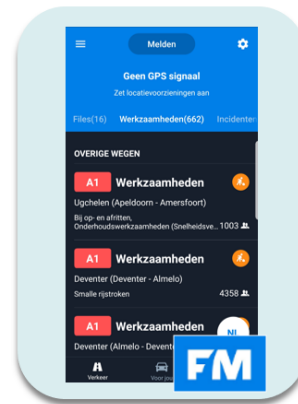 Melden
Geen GPS signaal
Zet locatievoorzieningen aan
Files(16) Werkzaamheden(662) Incidenten
OVERIGE WEGEN
A1 Werkzaamheden
Ugchelen (Apeldoorn - Amersfoort)
Bij op- en afritten,
Onderhoudswerkzaamheden (Snelheidsve... 1003
A1 Werkzaamheden
Deventer (Deventer - Almelo)
Smalle rijstroken 4358
A1 Werkzaamheden
NL
Deventer (Almelo - Devent
Verkeer Voor jou
FM